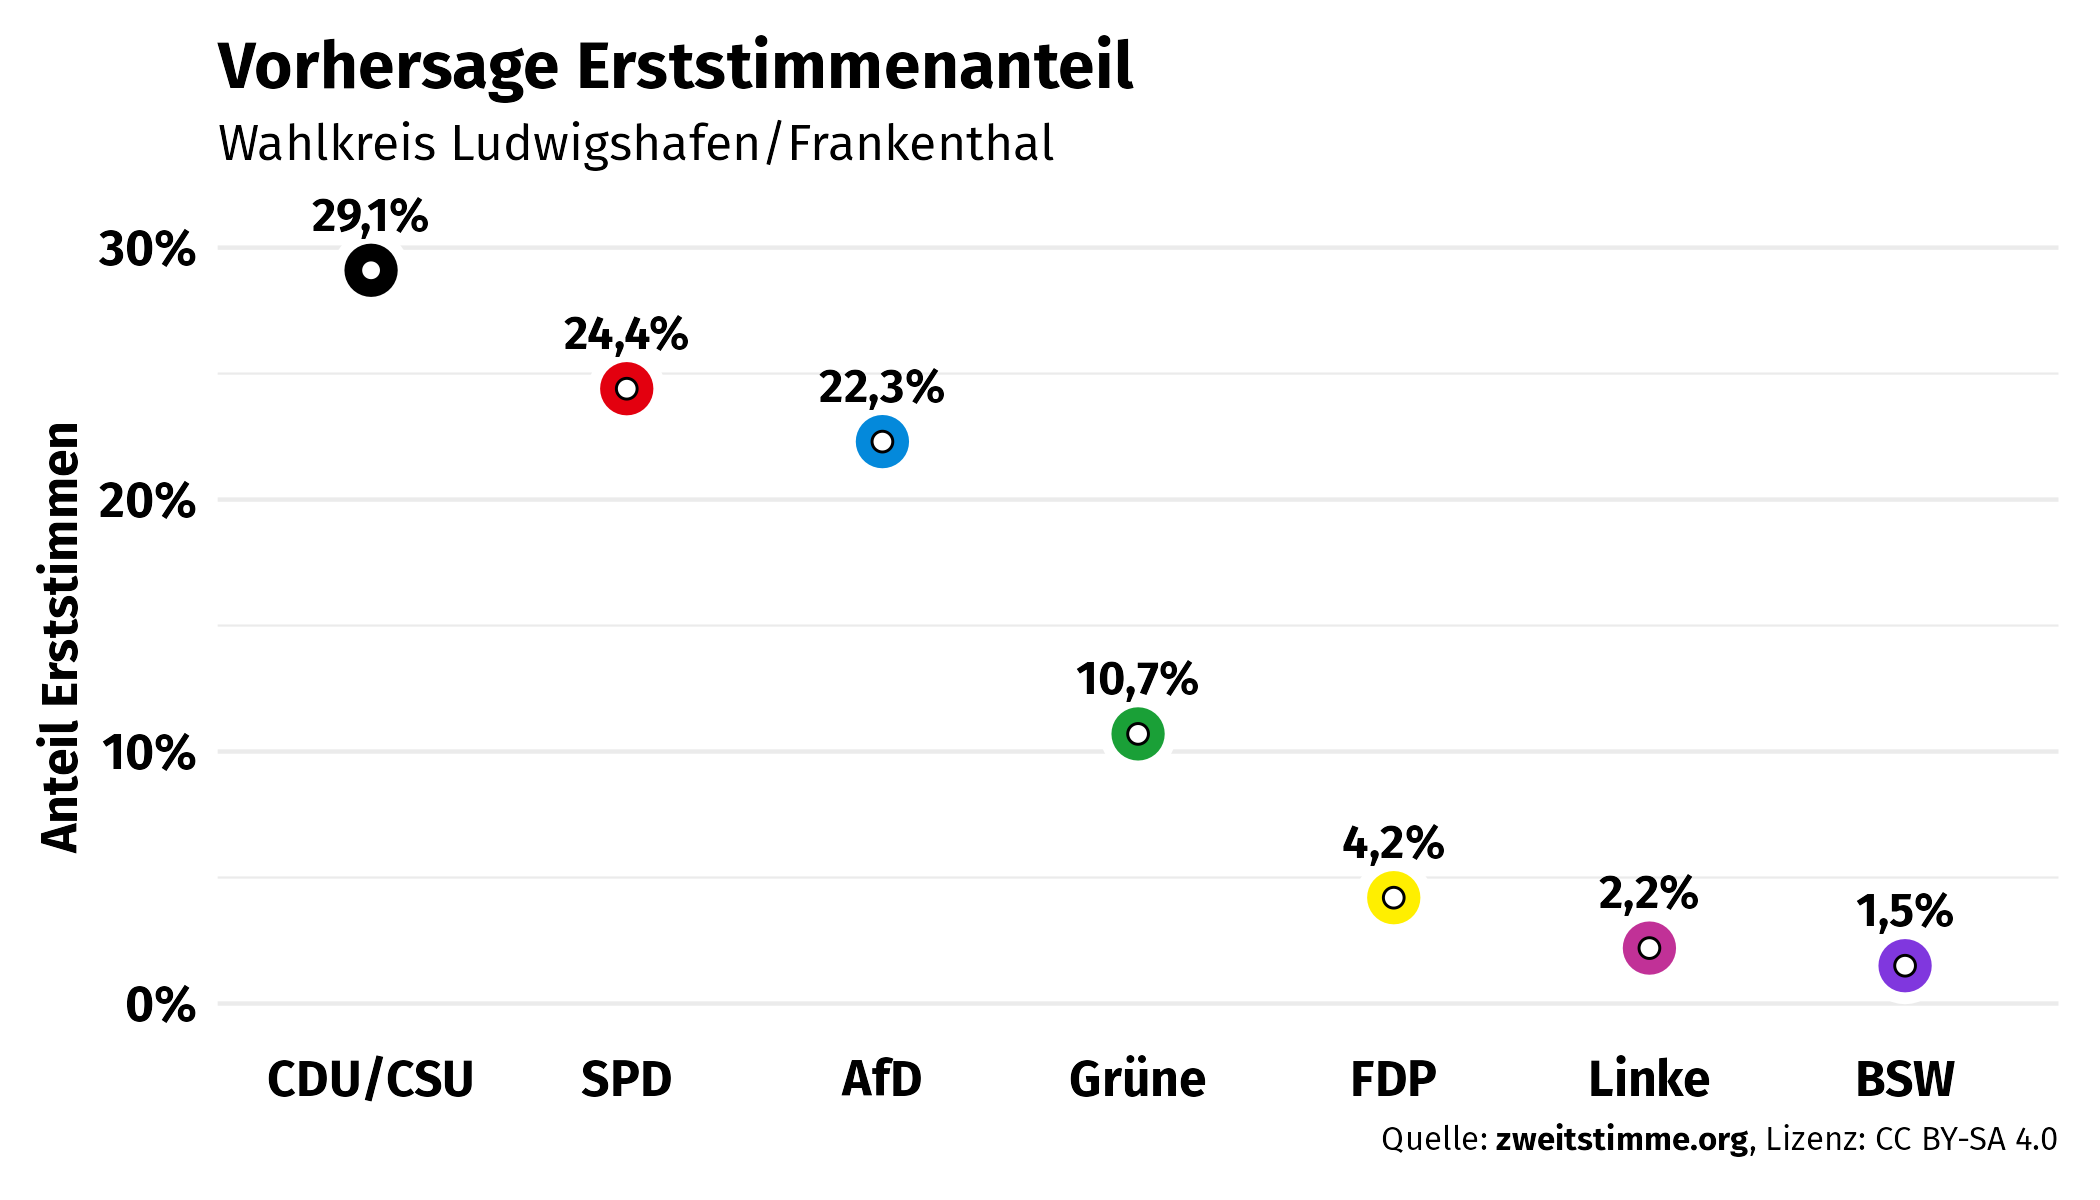 Vorhersage Erststimmenanteil
Wahlkreis Ludwigshafen/Frankenthal
Anteil Erststimmen
30%
20%
10%
0%
29,1%
24,4%
22,3%
10,7%
4,2%
2,2%
1,5%
CDU/CSU SPD AfD Grüne FDP Linke BSW
Quelle: zweitstimme.org, Lizenz: CC BY-SA 4.0